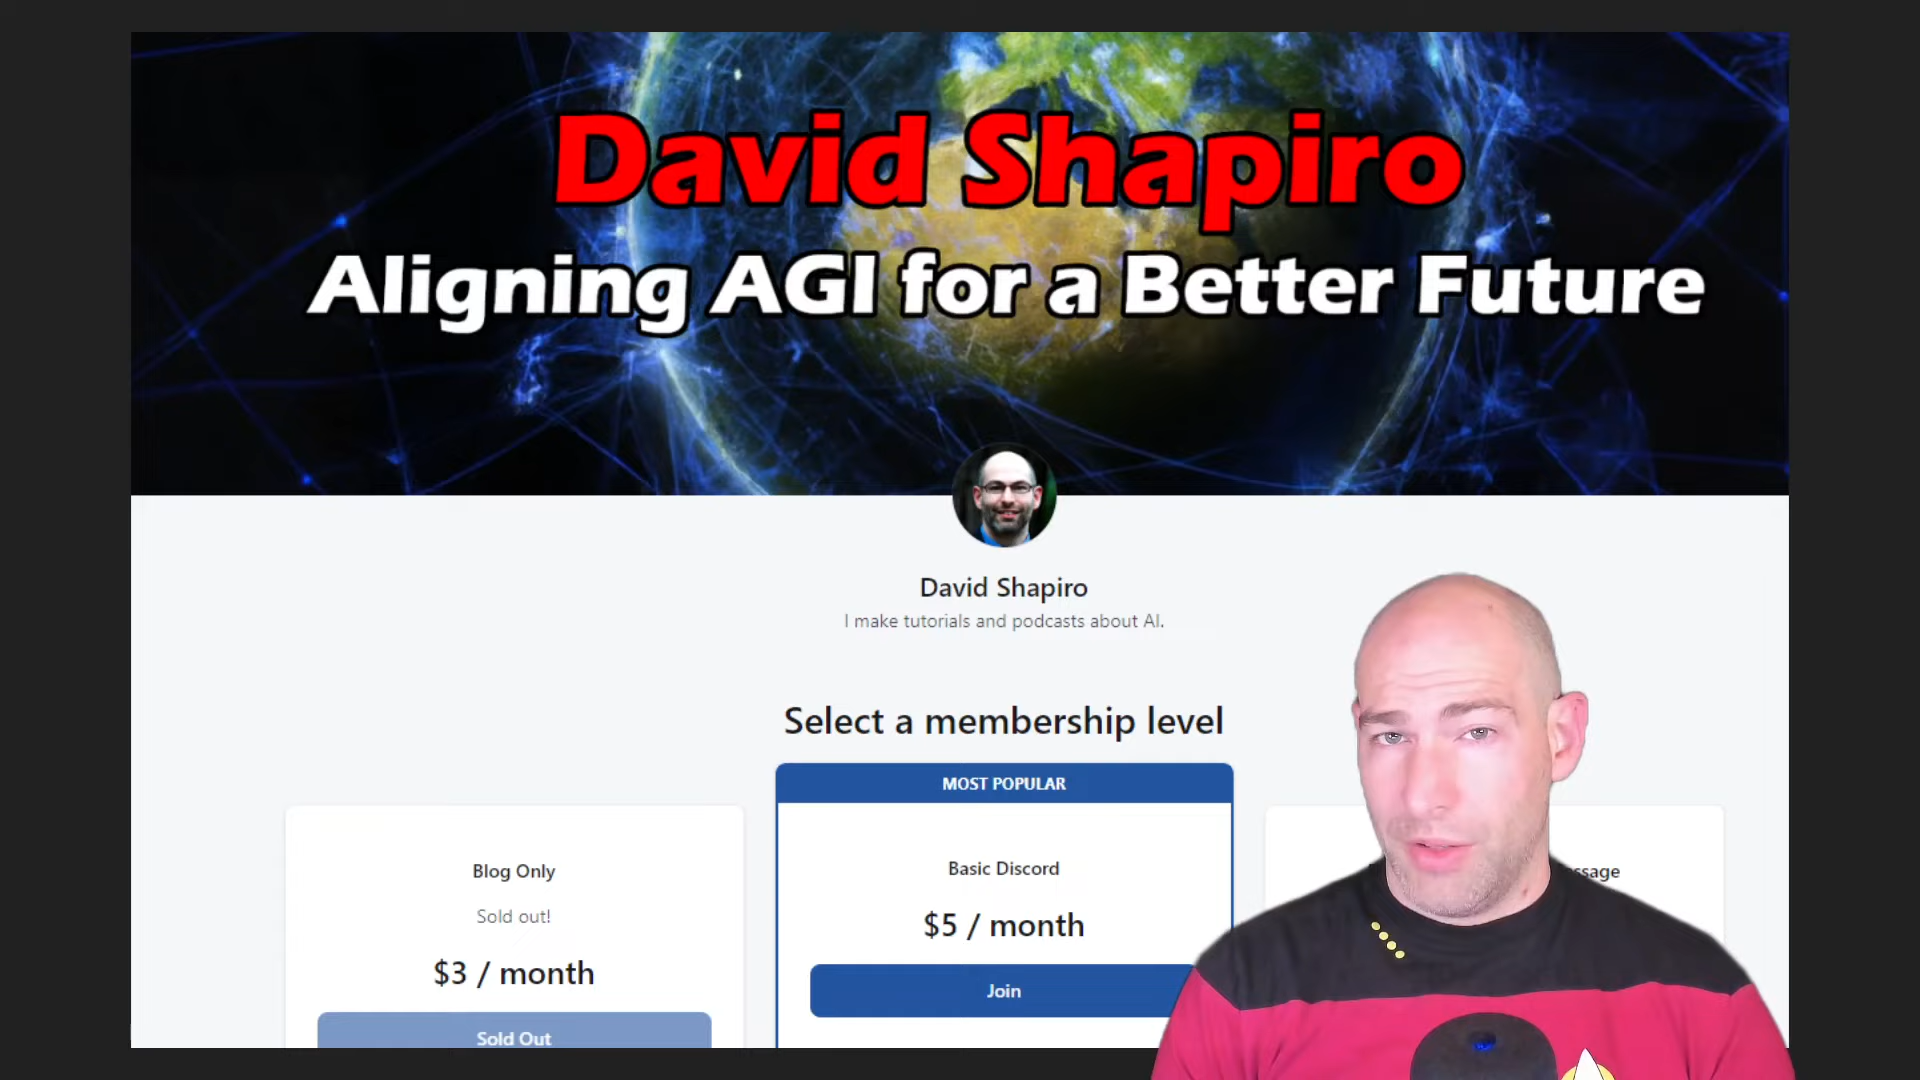 David Shapiro
Aligning AGI for a Better Future
David Shapiro
I make tutorials and podcasts about AI.
Select a membership level
MOST POPULAR
Blog Only
Sold out!
$3 / month
Sold Out
Basic Discord
$5 / month
Join